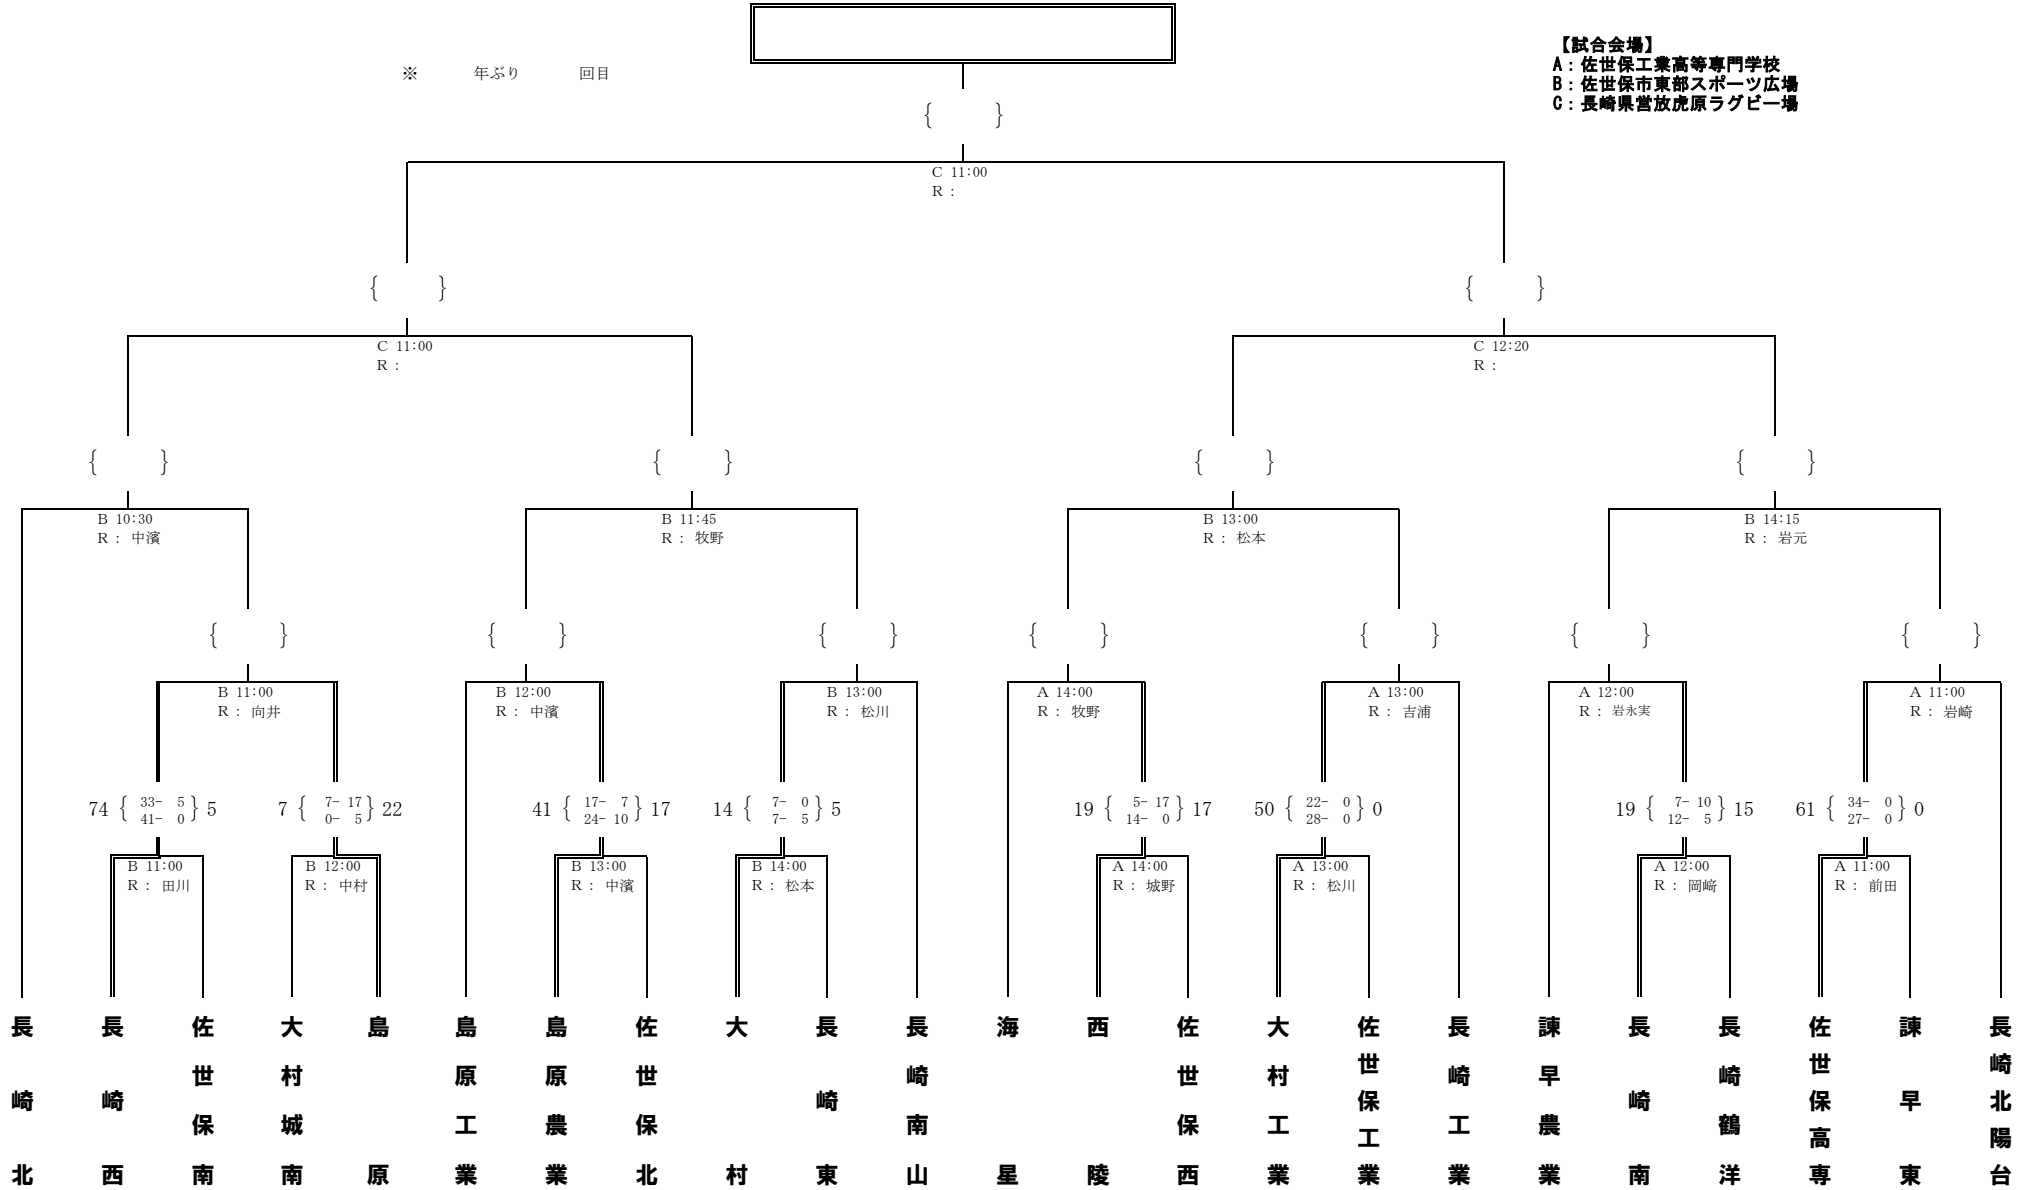 【試合会場】
A：佐世保工業高等専門学校
B：佐世保市東部スポーツ広場
C：長崎県営放虎原ラグビー場
※ 年ぶり 回目
{ }
C 11:00
R：
{ } { }
C 11:00 C 12:20
R： R：
{ } { } { } { }
B 10:30 B 11:45 B 13:00 B 14:15
R： 中濱 R： 牧野 R： 松本 R： 岩元
{ } { } { } { } { } { } { }
B 11:00 B 12:00 B 13:00 A 14:00 A 13:00 A 12:00 A 11:00
R： 向井 R： 中濱 R： 松川 R： 牧野 R： 吉浦 R： 岩永実 R： 岩崎
74 { 33- 5 } 5
41- 0
7 { 7- 17 } 22
0- 5
41 { 17- 7 } 17
24- 10
14 { 7- 0 } 5
7- 5
19 { 5- 17 } 17
14- 0
50 { 22- 0 } 0
28- 0
19 { 7- 10 } 15
12- 5
61 { 34- 0 } 0
27- 0
B 11:00 B 12:00 B 13:00 B 14:00 A 14:00 A 13:00 A 12:00 A 11:00
R： 田川 R： 中村 R： 中濱 R： 松本 R： 城野 R： 松川 R： 岡﨑 R： 前田
長崎北
長崎西
佐世保南
大村城南
島原
島原工業
島原農業
佐世保北
大村
長崎東
長崎南山
海星
西陵
佐世保西
大村工業
佐世保工業
長崎工業
諫早農業
長崎南
長崎鶴洋
佐世保高専
諫早東
長崎北陽台